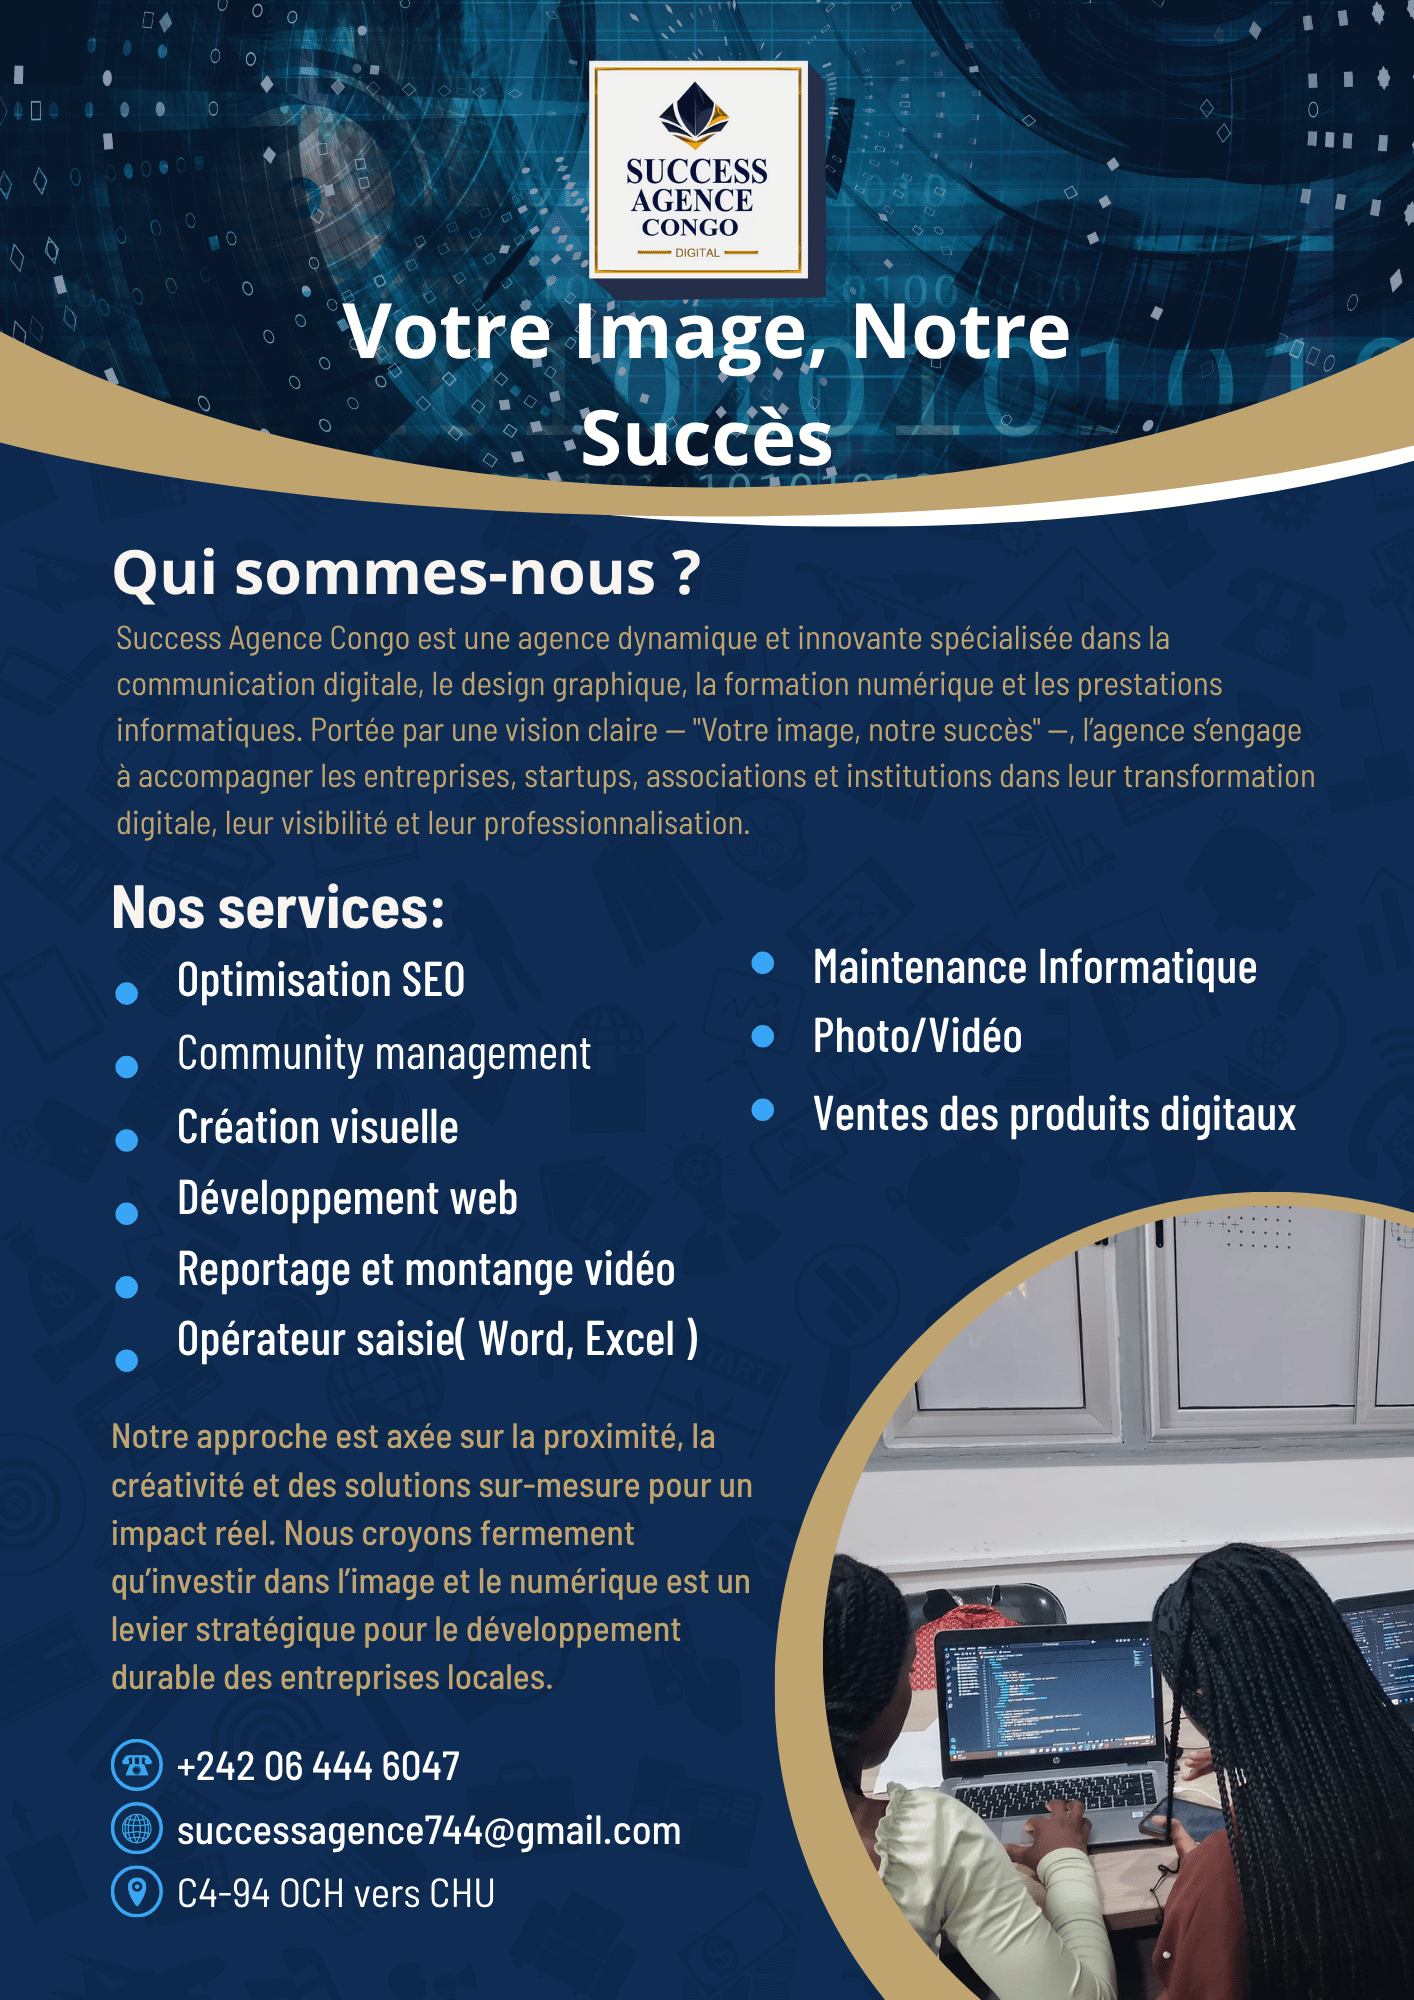 SUCCESS
AGENCE
CONGO
DIGITAL
Votre Image, Notre
Succès
Qui sommes-nous ?
Success Agence Congo est une agence dynamique et innovante spécialisée dans la
communication digitale, le design graphique, la formation numérique et les prestations
informatiques. Portée par une vision claire — "Votre image, notre succès" —, l’agence s’engage
à accompagner les entreprises, startups, associations et institutions dans leur transformation
digitale, leur visibilité et leur professionnalisation.
Nos services:
Optimisation SEO
Community management
Création visuelle
Développement web
Reportage et montange vidéo
Opérateur saisie( Word, Excel )
Maintenance Informatique
Photo/Vidéo
Ventes des produits digitaux
Notre approche est axée sur la proximité, la
créativité et des solutions sur-mesure pour un
impact réel. Nous croyons fermement
qu’investir dans l’image et le numérique est un
levier stratégique pour le développement
durable des entreprises locales.
+242 06 444 6047
successagence744@gmail.com
C4-94 OCH vers CHU